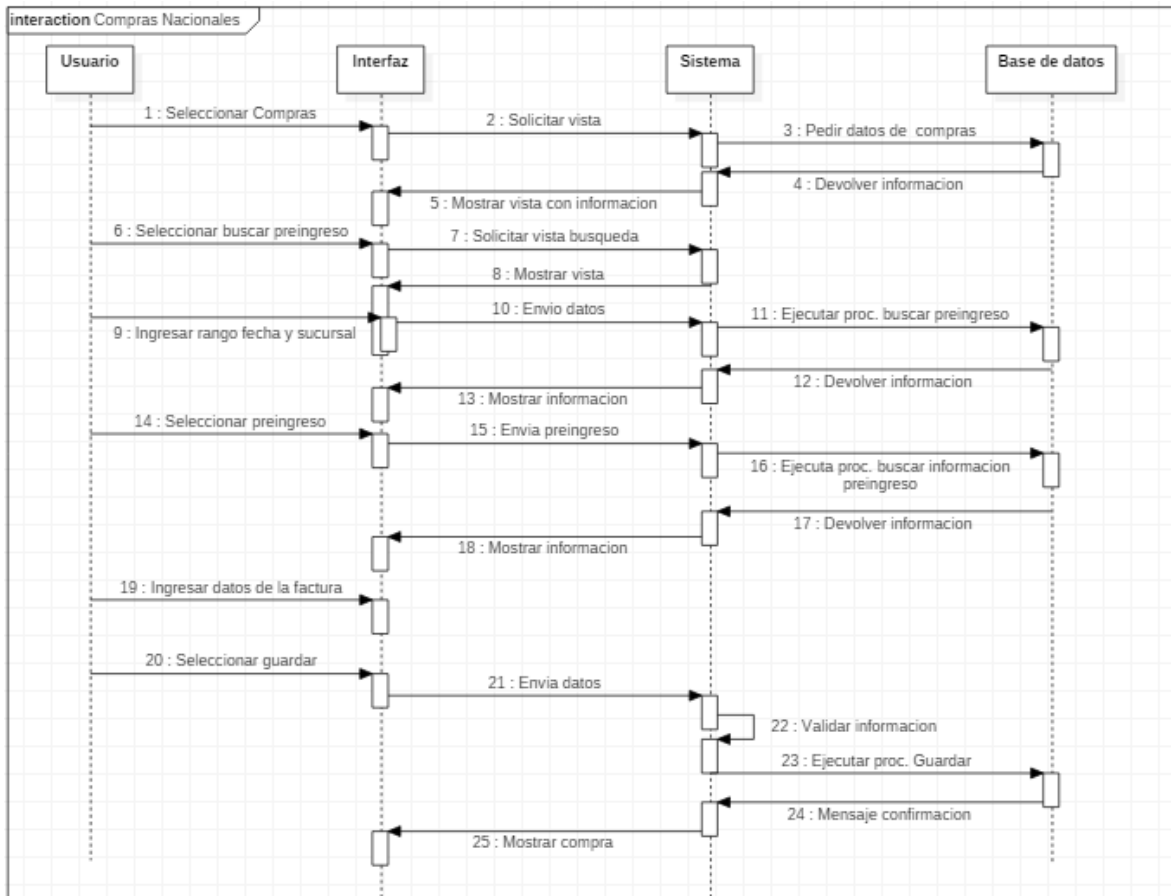 interaction Compras Nacionales
Usuario
Interfaz
Sistema
Base de datos
1 : Seleccionar Compras
2 : Solicitar vista
3 : Pedir datos de compras
4 : Devolver informacion
5 : Mostrar vista con informacion
6 : Seleccionar buscar preingreso
7 : Solicitar vista busqueda
8 : Mostrar vista
9 : Ingresar rango fecha y sucursal
10 : Envio datos
11 : Ejecutar proc. buscar preingreso
12 : Devolver informacion
13 : Mostrar informacion
14 : Seleccionar preingreso
15 : Envia preingreso
16 : Ejecuta proc. buscar informacion
preingreso
17 : Devolver informacion
18 : Mostrar informacion
19 : Ingresar datos de la factura
20 : Seleccionar guardar
21 : Envia datos
22 : Validar informacion
23 : Ejecutar proc. Guardar
24 : Mensaje confirmacion
25 : Mostrar compra